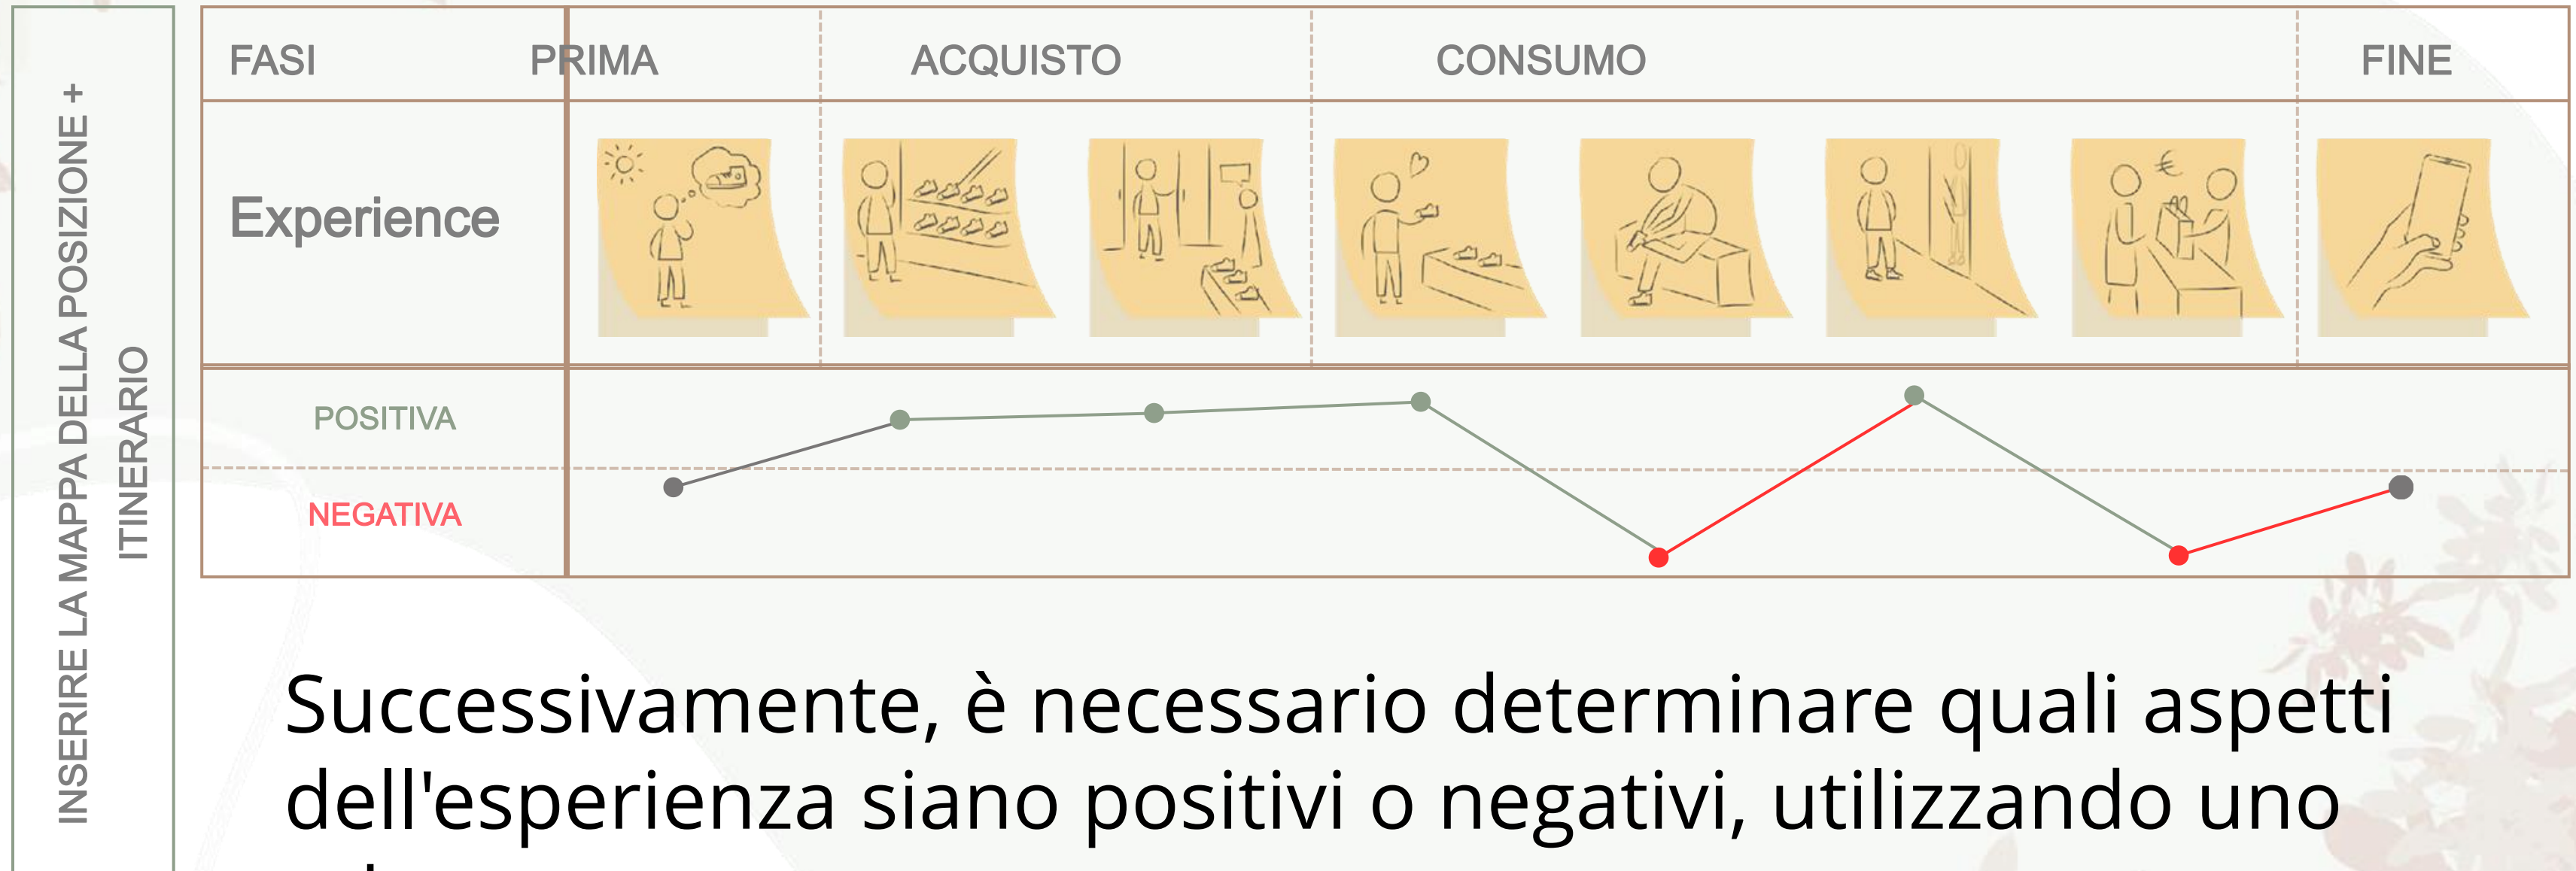 INSERIRE LA MAPPA DELLA POSIZIONE +
ITINERARIO
FASI PRIMA ACQUISTO CONSUMO FINE
Experience
€
POSITIVA
NEGATIVA
Successivamente, è necessario determinare quali aspetti
dell'esperienza siano positivi o negativi, utilizzando uno